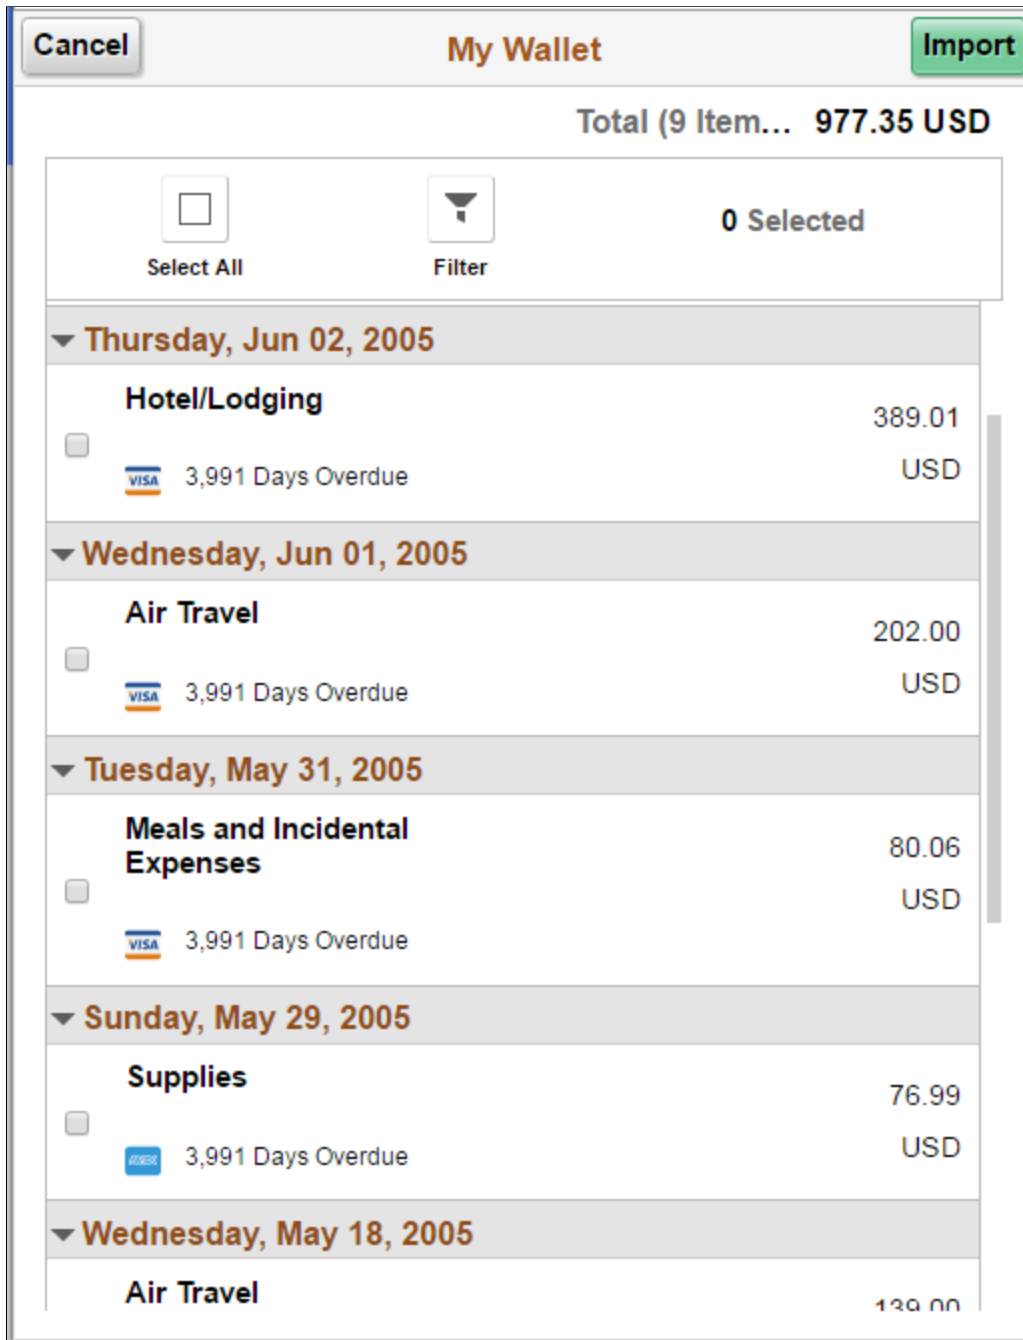 Cancel
My Wallet
Import
Total (9 Item... 977.35 USD
Select All
Filter
0 Selected
Thursday, Jun 02, 2005
Hotel/Lodging
389.01
VISA 3,991 Days Overdue
USD
Wednesday, Jun 01, 2005
Air Travel
202.00
VISA 3,991 Days Overdue
USD
Tuesday, May 31, 2005
Meals and Incidental
Expenses
80.06
USD
VISA 3,991 Days Overdue
Sunday, May 29, 2005
Supplies
76.99
AMEX 3,991 Days Overdue
USD
Wednesday, May 18, 2005
Air Travel
139.00